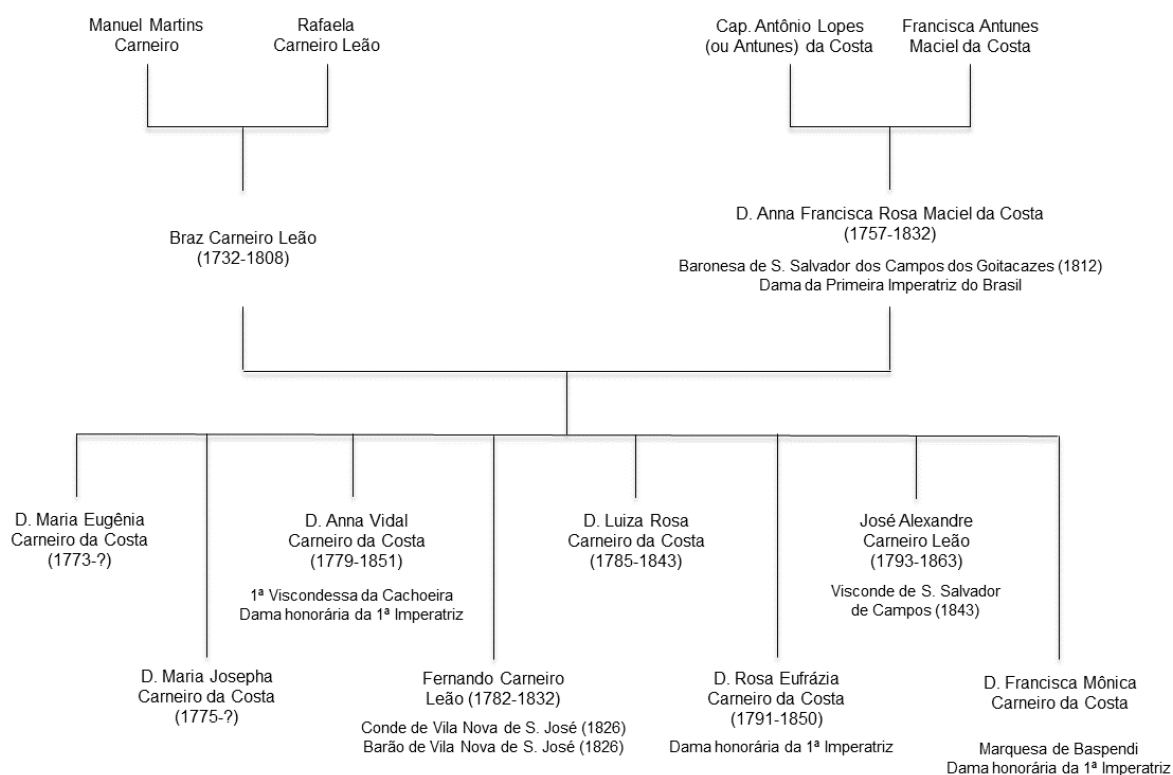 Manuel Martins
Carneiro
Rafaela
Carneiro Leão
Cap. Antônio Lopes
(ou Antunes) da Costa
Francisca Antunes
Maciel da Costa
Braz Carneiro Leão
(1732-1808)
D. Anna Francisca Rosa Maciel da Costa
(1757-1832)
Baronesa de S. Salvador dos Campos dos Goitacazes (1812)
Dama da Primeira Imperatriz do Brasil
D. Maria Eugênia
Carneiro da Costa
(1773-?)
D. Anna Vidal
Carneiro da Costa
(1779-1851)
1ª Viscondessa da Cachoeira
Dama honorária da 1ª Imperatriz
D. Luiza Rosa
Carneiro da Costa
(1785-1843)
José Alexandre
Carneiro Leão
(1793-1863)
Visconde de S. Salvador
de Campos (1843)
D. Maria Josepha
Carneiro da Costa
(1775-?)
Fernando Carneiro
Leão (1782-1832)
Conde de Vila Nova de S. José (1826)
Barão de Vila Nova de S. José (1826)
D. Rosa Eufrázia
Carneiro da Costa
(1791-1850)
Dama honorária da 1ª Imperatriz
D. Francisca Mônica
Carneiro da Costa
Marquesa de Baspendi
Dama honorária da 1ª Imperatriz